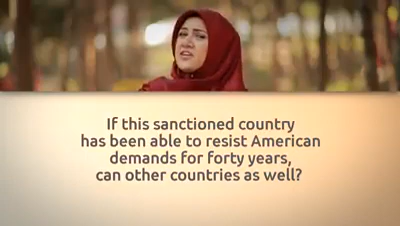 If this sanctioned country
has been able to resist American
demands for forty years,
can other countries as well?